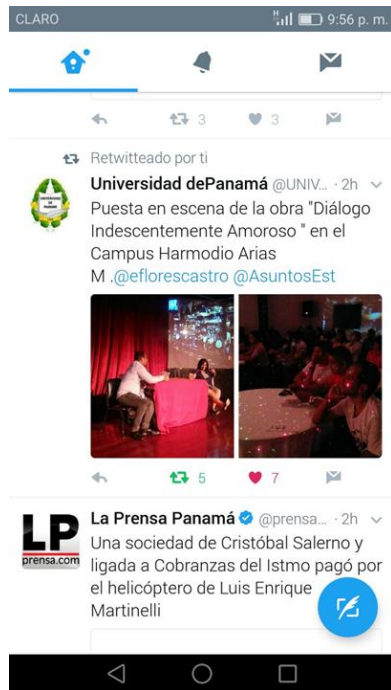 CLARO
9:56 p. m.
3
3
Retwitteado por ti
Universidad dePanamá @UNIV... · 2h
Puesta en escena de la obra "Diálogo
Indescentemente Amoroso " en el
Campus Harmodio Arias
M .@eflorescastro @AsuntosEst
5
7
La Prensa Panamá @prensa... · 2h
Una sociedad de Cristóbal Salerno y
ligada a Cobranzas del Istmo pagó por
el helicóptero de Luis Enrique
Martinelli
LP
prensa.com